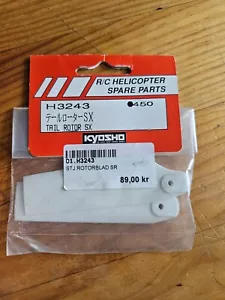 R/C HELICOPTER
SPARE PARTS
H3243 ●450
テールローターSX
TAIL ROTOR SX
KYOSHO
01.H3243
STJ.ROTORBLAD SR
89,00 kr